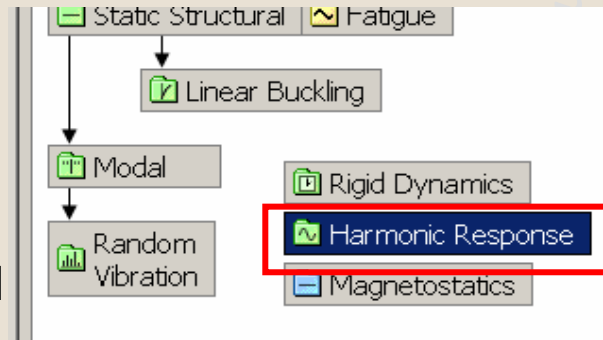 Static Structural Fatigue
Linear Buckling
Modal
Rigid Dynamics
Harmonic Response
Random
Vibration
Magnetostatics